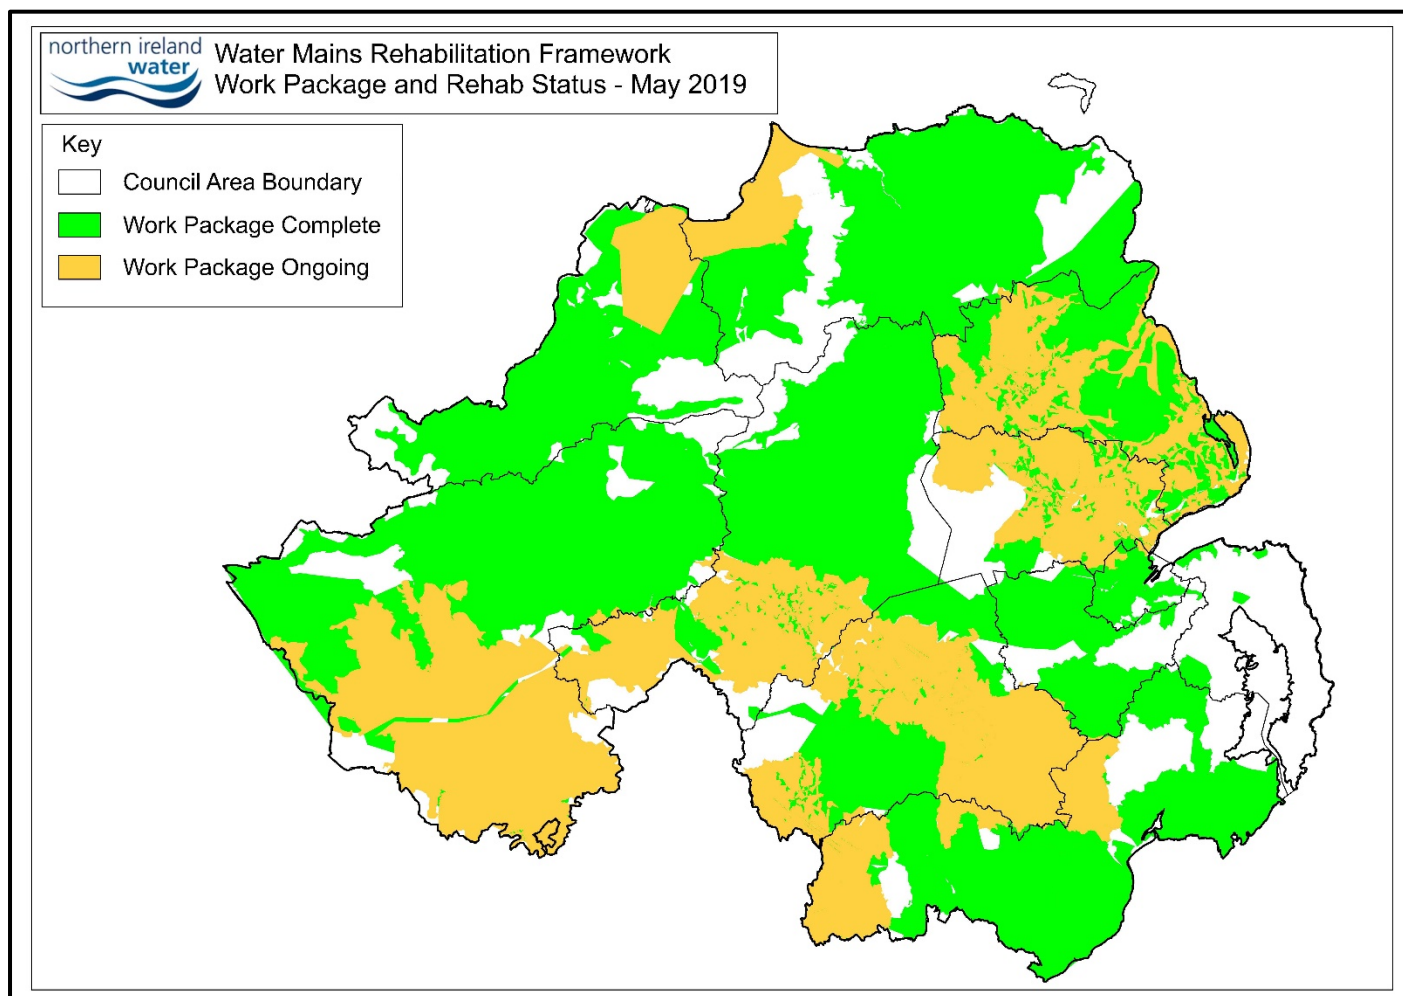 northern ireland
water
Water Mains Rehabilitation Framework
Work Package and Rehab Status - May 2019
Key
Council Area Boundary
Work Package Complete
Work Package Ongoing